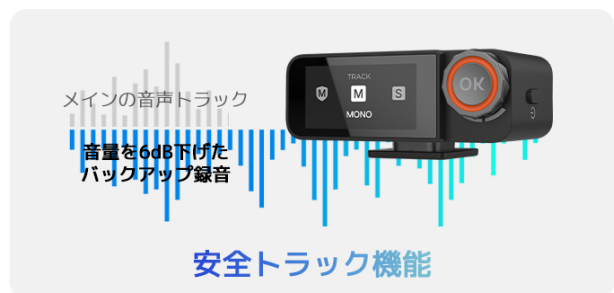 メインの音声トラック
音量を6dB下げた
バックアップ録音
TRACK
M M S
MONO
OK
安全トラック機能